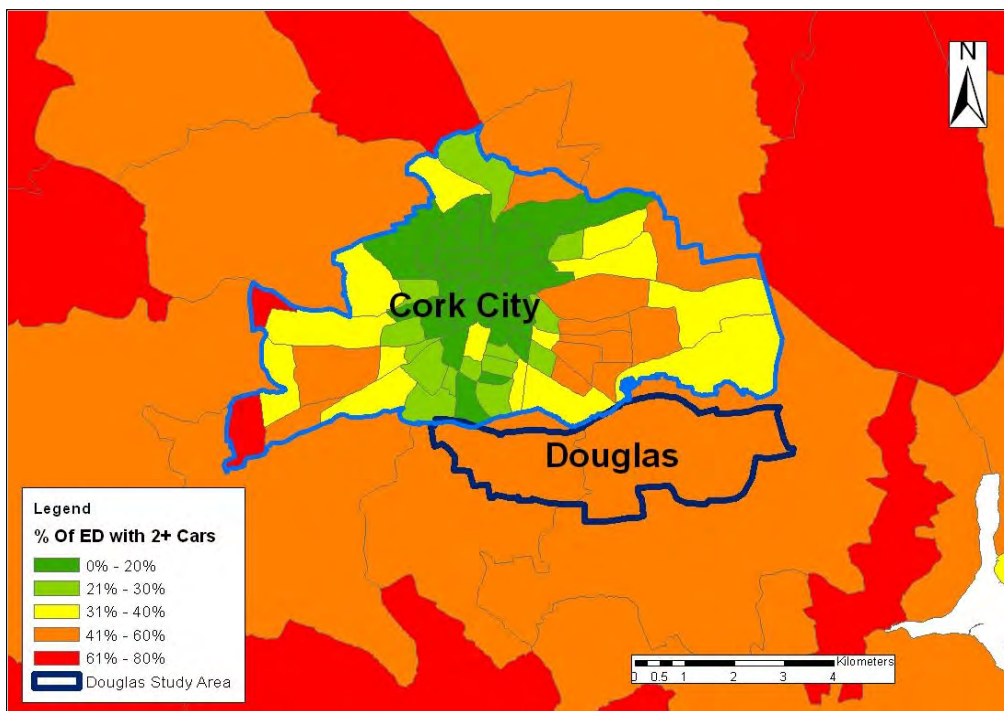 N
Cork City
Douglas
Legend
% Of ED with 2+ Cars
0% - 20%
21% - 30%
31% - 40%
41% - 60%
61% - 80%
Douglas Study Area
Kilometers
0 0.5 1 2 3 4